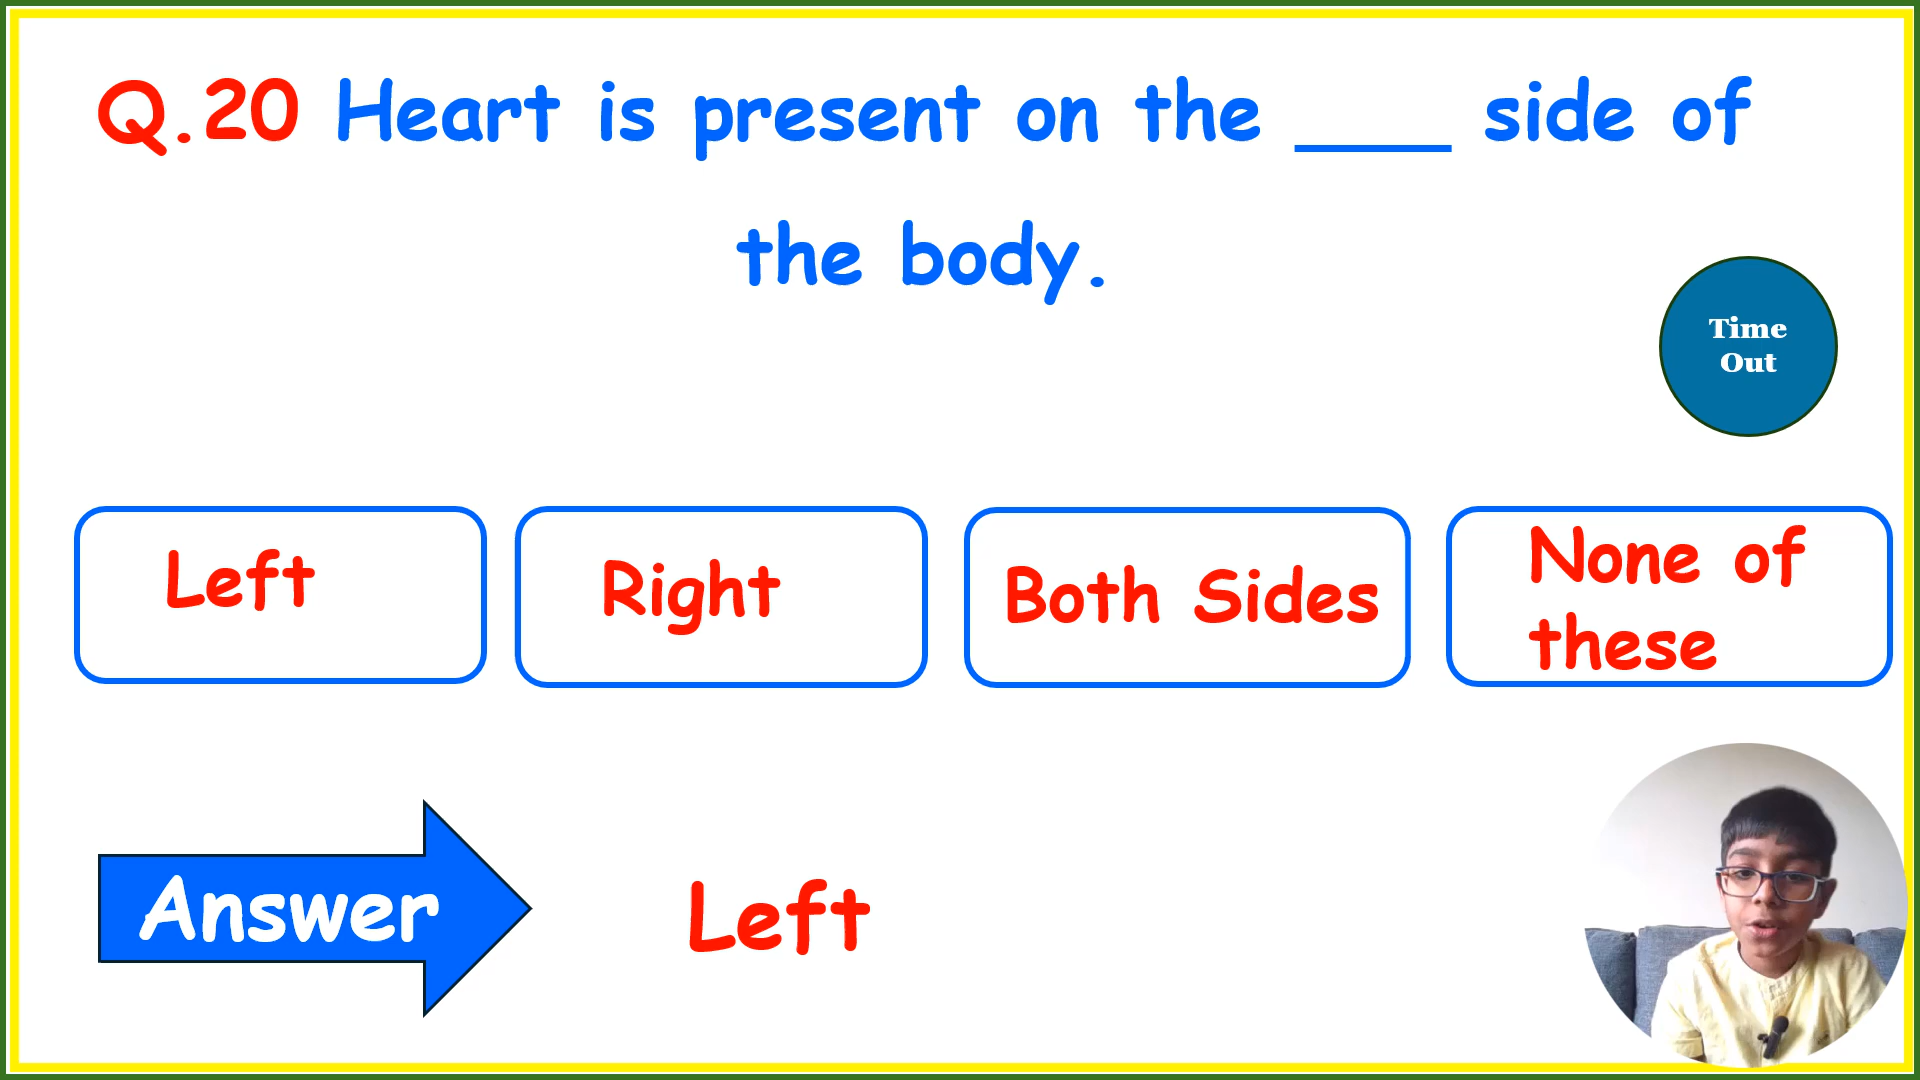 Q.20 Heart is present on the ____ side of
the body.
Time
Out
Left
Right
Both Sides
None of
these
Answer
Left